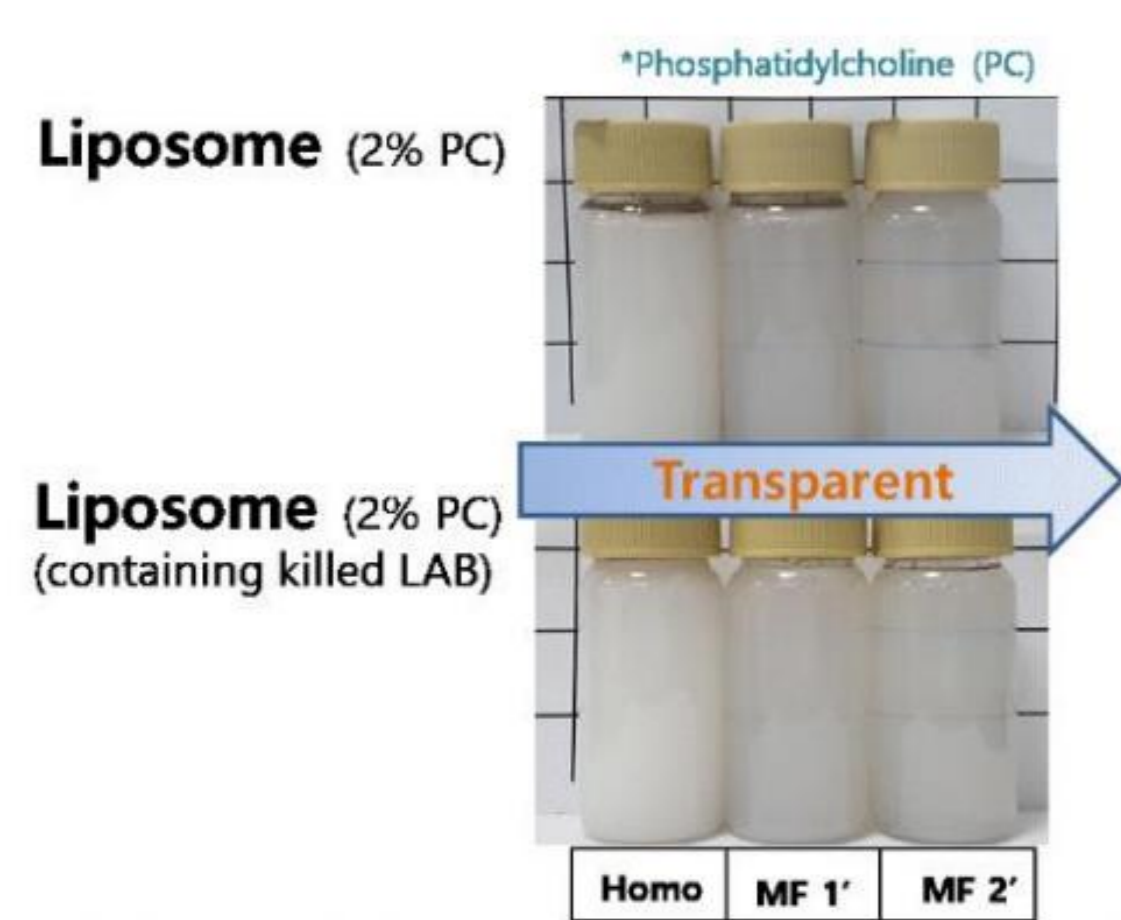 *Phosphatidylcholine (PC)
Liposome (2% PC)
Transparent
Liposome (2% PC)
(containing killed LAB)
Homo MF 1′ MF 2′